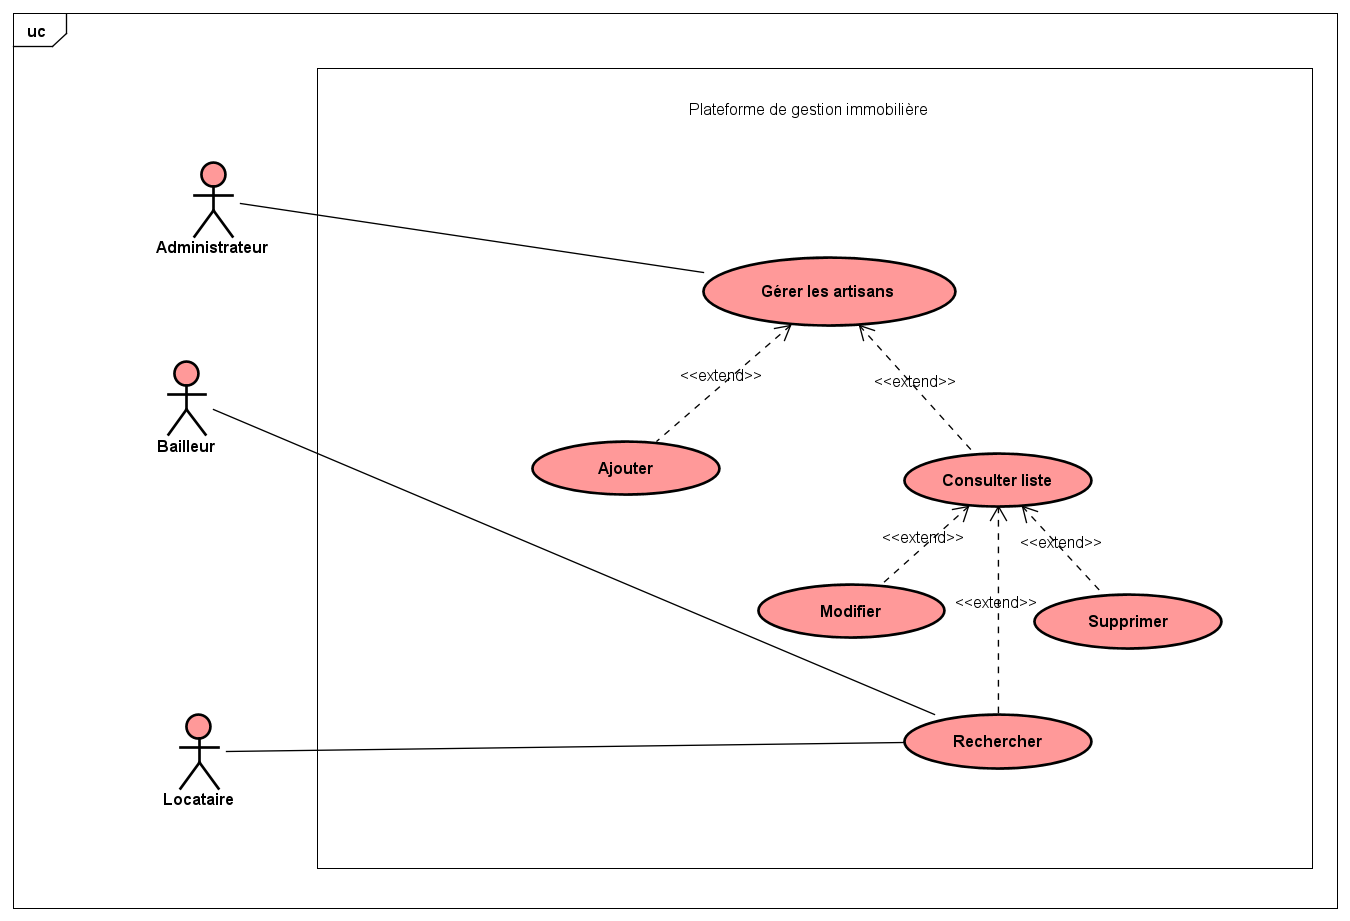 uc
Plateforme de gestion immobilière
Administrateur
Gérer les artisans
<<extend>>
<<extend>>
Bailleur
Ajouter
Consulter liste
<<extend>>
<<extend>>
<<extend>>
Modifier
Supprimer
Rechercher
Locataire